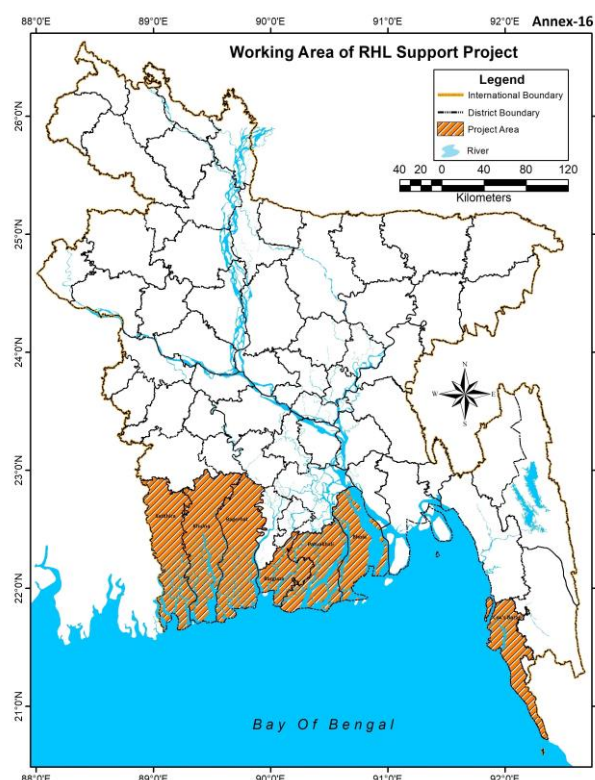 88°0'E 89°0'E 90°0'E 91°0'E 92°0'E
Annex-16
Working Area of RHL Support Project
Legend
International Boundary
District Boundary
Project Area
River
40 20 0 40 80 120
Kilometers
26°0'N
25°0'N
24°0'N
23°0'N
22°0'N
21°0'N
N
W E
S
Satkhira
Khulna
Bagerhat
Patuakhali
Bhola
Barguna
Cox's Bazar
Bay Of Bengal
88°0'E 89°0'E 90°0'E 91°0'E 92°0'E